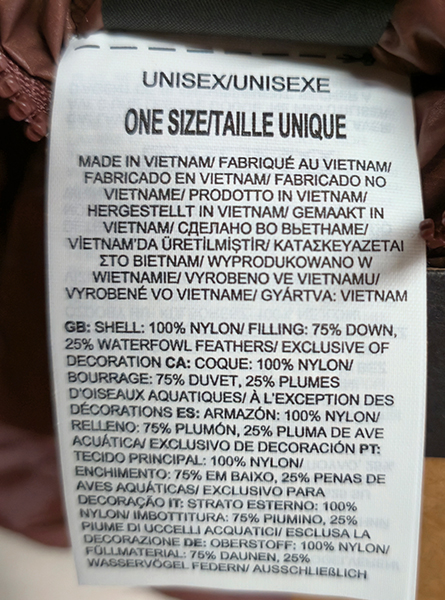 UNISEX/UNISEXE
ONE SIZE/TAILLE UNIQUE
MADE IN VIETNAM/ FABRIQUÉ AU VIETNAM/
FABRICADO EN VIETNAM/ FABRICADO NO
VIETNAME/ PRODOTTO IN VIETNAM/
HERGESTELLT IN VIETNAM/ GEMAAKT IN
VIETNAM/ СДЕЛАНО ВО ВЬЕТНАМЕ/
VİETNAM'DA ÜRETİLMİŞTİR/ ΚΑΤΑΣΚΕΥΑΖΕΤΑΙ
ΣΤΟ ΒΙΕΤΝΑΜ/ WYPRODUKOWANO W
WIETNAMIE/ VYROBENO VE VIETNAMU/
VYROBENÉ VO VIETNAME/ GYÁRTVA: VIETNAM
GB: SHELL: 100% NYLON/ FILLING: 75% DOWN,
25% WATERFOWL FEATHERS/ EXCLUSIVE OF
DECORATION CA: COQUE: 100% NYLON/
BOURRAGE: 75% DUVET, 25% PLUMES
D'OISEAUX AQUATIQUES/ À L'EXCEPTION DES
DÉCORATIONS ES: ARMAZÓN: 100% NYLON/
RELLENO: 75% PLUMÓN, 25% PLUMA DE AVE
ACUÁTICA/ EXCLUSIVO DE DECORACIÓN PT:
TECIDO PRINCIPAL: 100% NYLON/
ENCHIMENTO: 75% EM BAIXO, 25% PENAS DE
AVES AQUÁTICAS/ EXCLUSIVO PARA
DECORAÇÃO IT: STRATO ESTERNO: 100%
NYLON/ IMBOTTITURA: 75% PIUMINO, 25%
PIUME DI UCCELLI ACQUATICI/ ESCLUSA LA
DECORAZIONE DE: OBERSTOFF: 100% NYLON/
FÜLLMATERIAL: 75% DAUNEN, 25%
WASSERVÖGEL FEDERN/ AUSSCHLIEßLICH